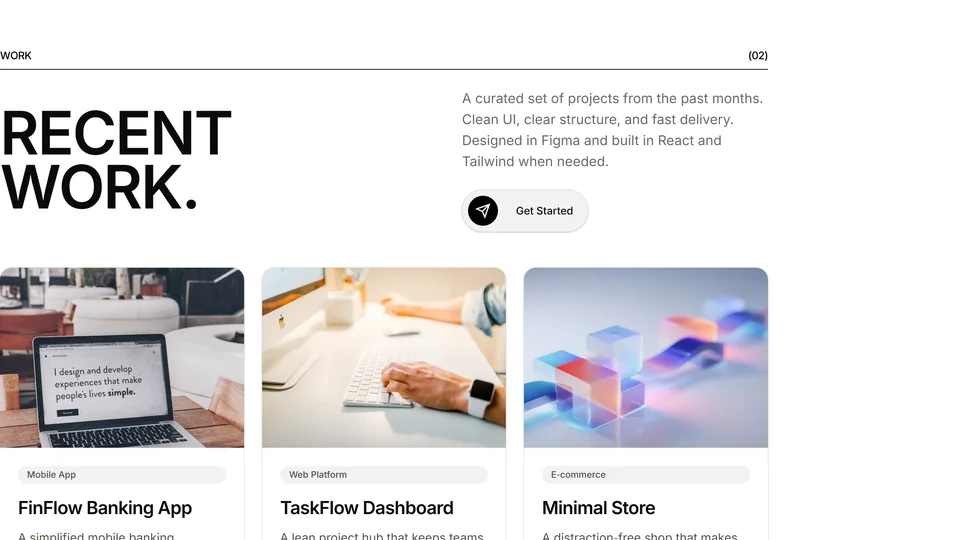 WORK
(02)
RECENT
WORK.
A curated set of projects from the past months.
Clean UI, clear structure, and fast delivery.
Designed in Figma and built in React and
Tailwind when needed.
Get Started
I design and develop
experiences that make
people's lives simple.
Mobile App
FinFlow Banking App
A simplified mobile banking
Web Platform
TaskFlow Dashboard
A lean project hub that keeps teams
E-commerce
Minimal Store
A distraction-free shop that makes